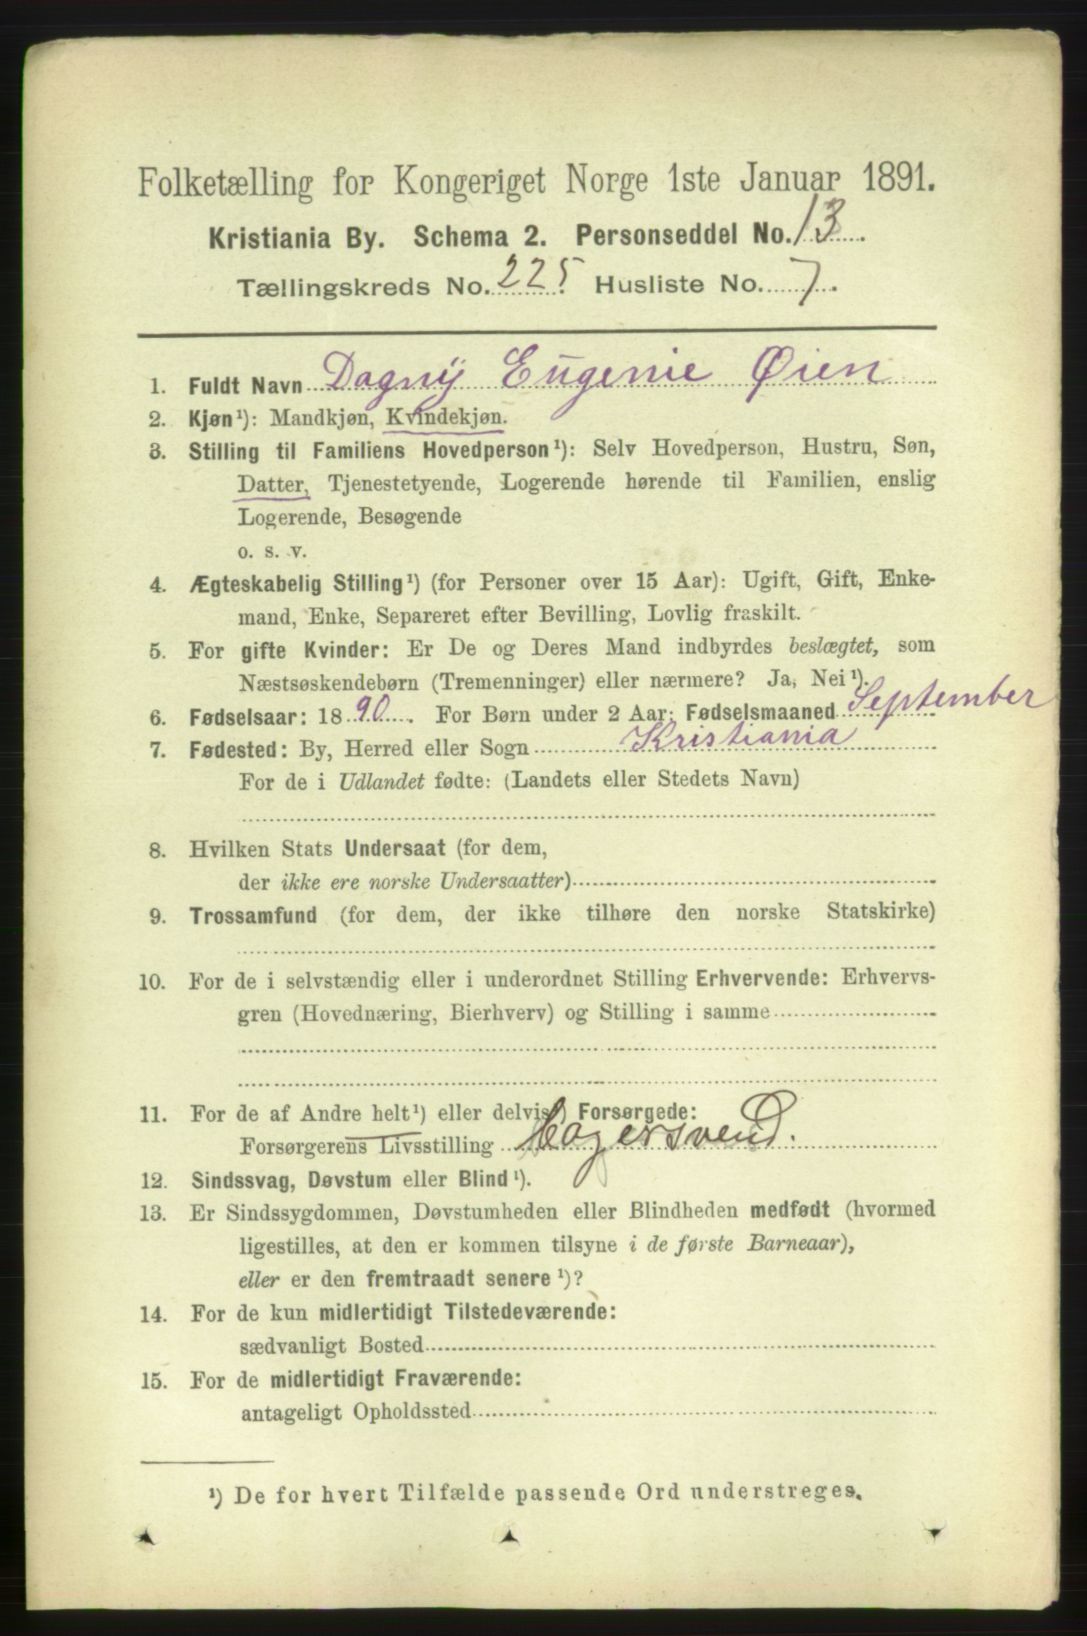 Folketælling for Kongeriget Norge 1ste Januar 1891.
Kristiania By. Schema 2. Personseddel No. 13.
Tællingskreds No. 225. Husliste No. 7.
1. Fuldt Navn Dagny Eugenie Øien
2. Kjøn¹): Mandkjøn, Kvindekjøn.
3. Stilling til Familiens Hovedperson¹): Selv Hovedperson, Hustru, Søn,
Datter, Tjenestetyende, Logerende hørende til Familien, enslig
Logerende, Besøgende
o. s. v.
4. Ægteskabelig Stilling¹) (for Personer over 15 Aar): Ugift, Gift, Enke-
mand, Enke, Separeret efter Bevilling, Lovlig fraskilt.
5. For gifte Kvinder: Er De og Deres Mand indbyrdes beslægtet, som
Næstsøskendebørn (Tremenninger) eller nærmere? Ja, Nei¹).
6. Fødselsaar: 1890. For Børn under 2 Aar: Fødselsmaaned September
7. Fødested: By, Herred eller Sogn Kristiania
For de i Udlandet fødte: (Landets eller Stedets Navn)
8. Hvilken Stats Undersaat (for dem,
der ikke ere norske Undersaatter)
9. Trossamfund (for dem, der ikke tilhøre den norske Statskirke)
10. For de i selvstændig eller i underordnet Stilling Erhvervende: Erhvervs-
gren (Hovednæring, Bierhverv) og Stilling i samme
11. For de af Andre helt¹) eller delvis¹) Forsørgede:
Forsørgerens Livsstilling Bagersvend.
12. Sindssvag, Døvstum eller Blind¹).
13. Er Sindssygdommen, Døvstumheden eller Blindheden medfødt (hvormed
ligestilles, at den er kommen tilsyne i de første Barneaar),
eller er den fremtraadt senere¹)?
14. For de kun midlertidigt Tilstedeværende:
sædvanligt Bosted
15. For de midlertidigt Fraværende:
antageligt Opholdssted
¹) De for hvert Tilfælde passende Ord understreges.